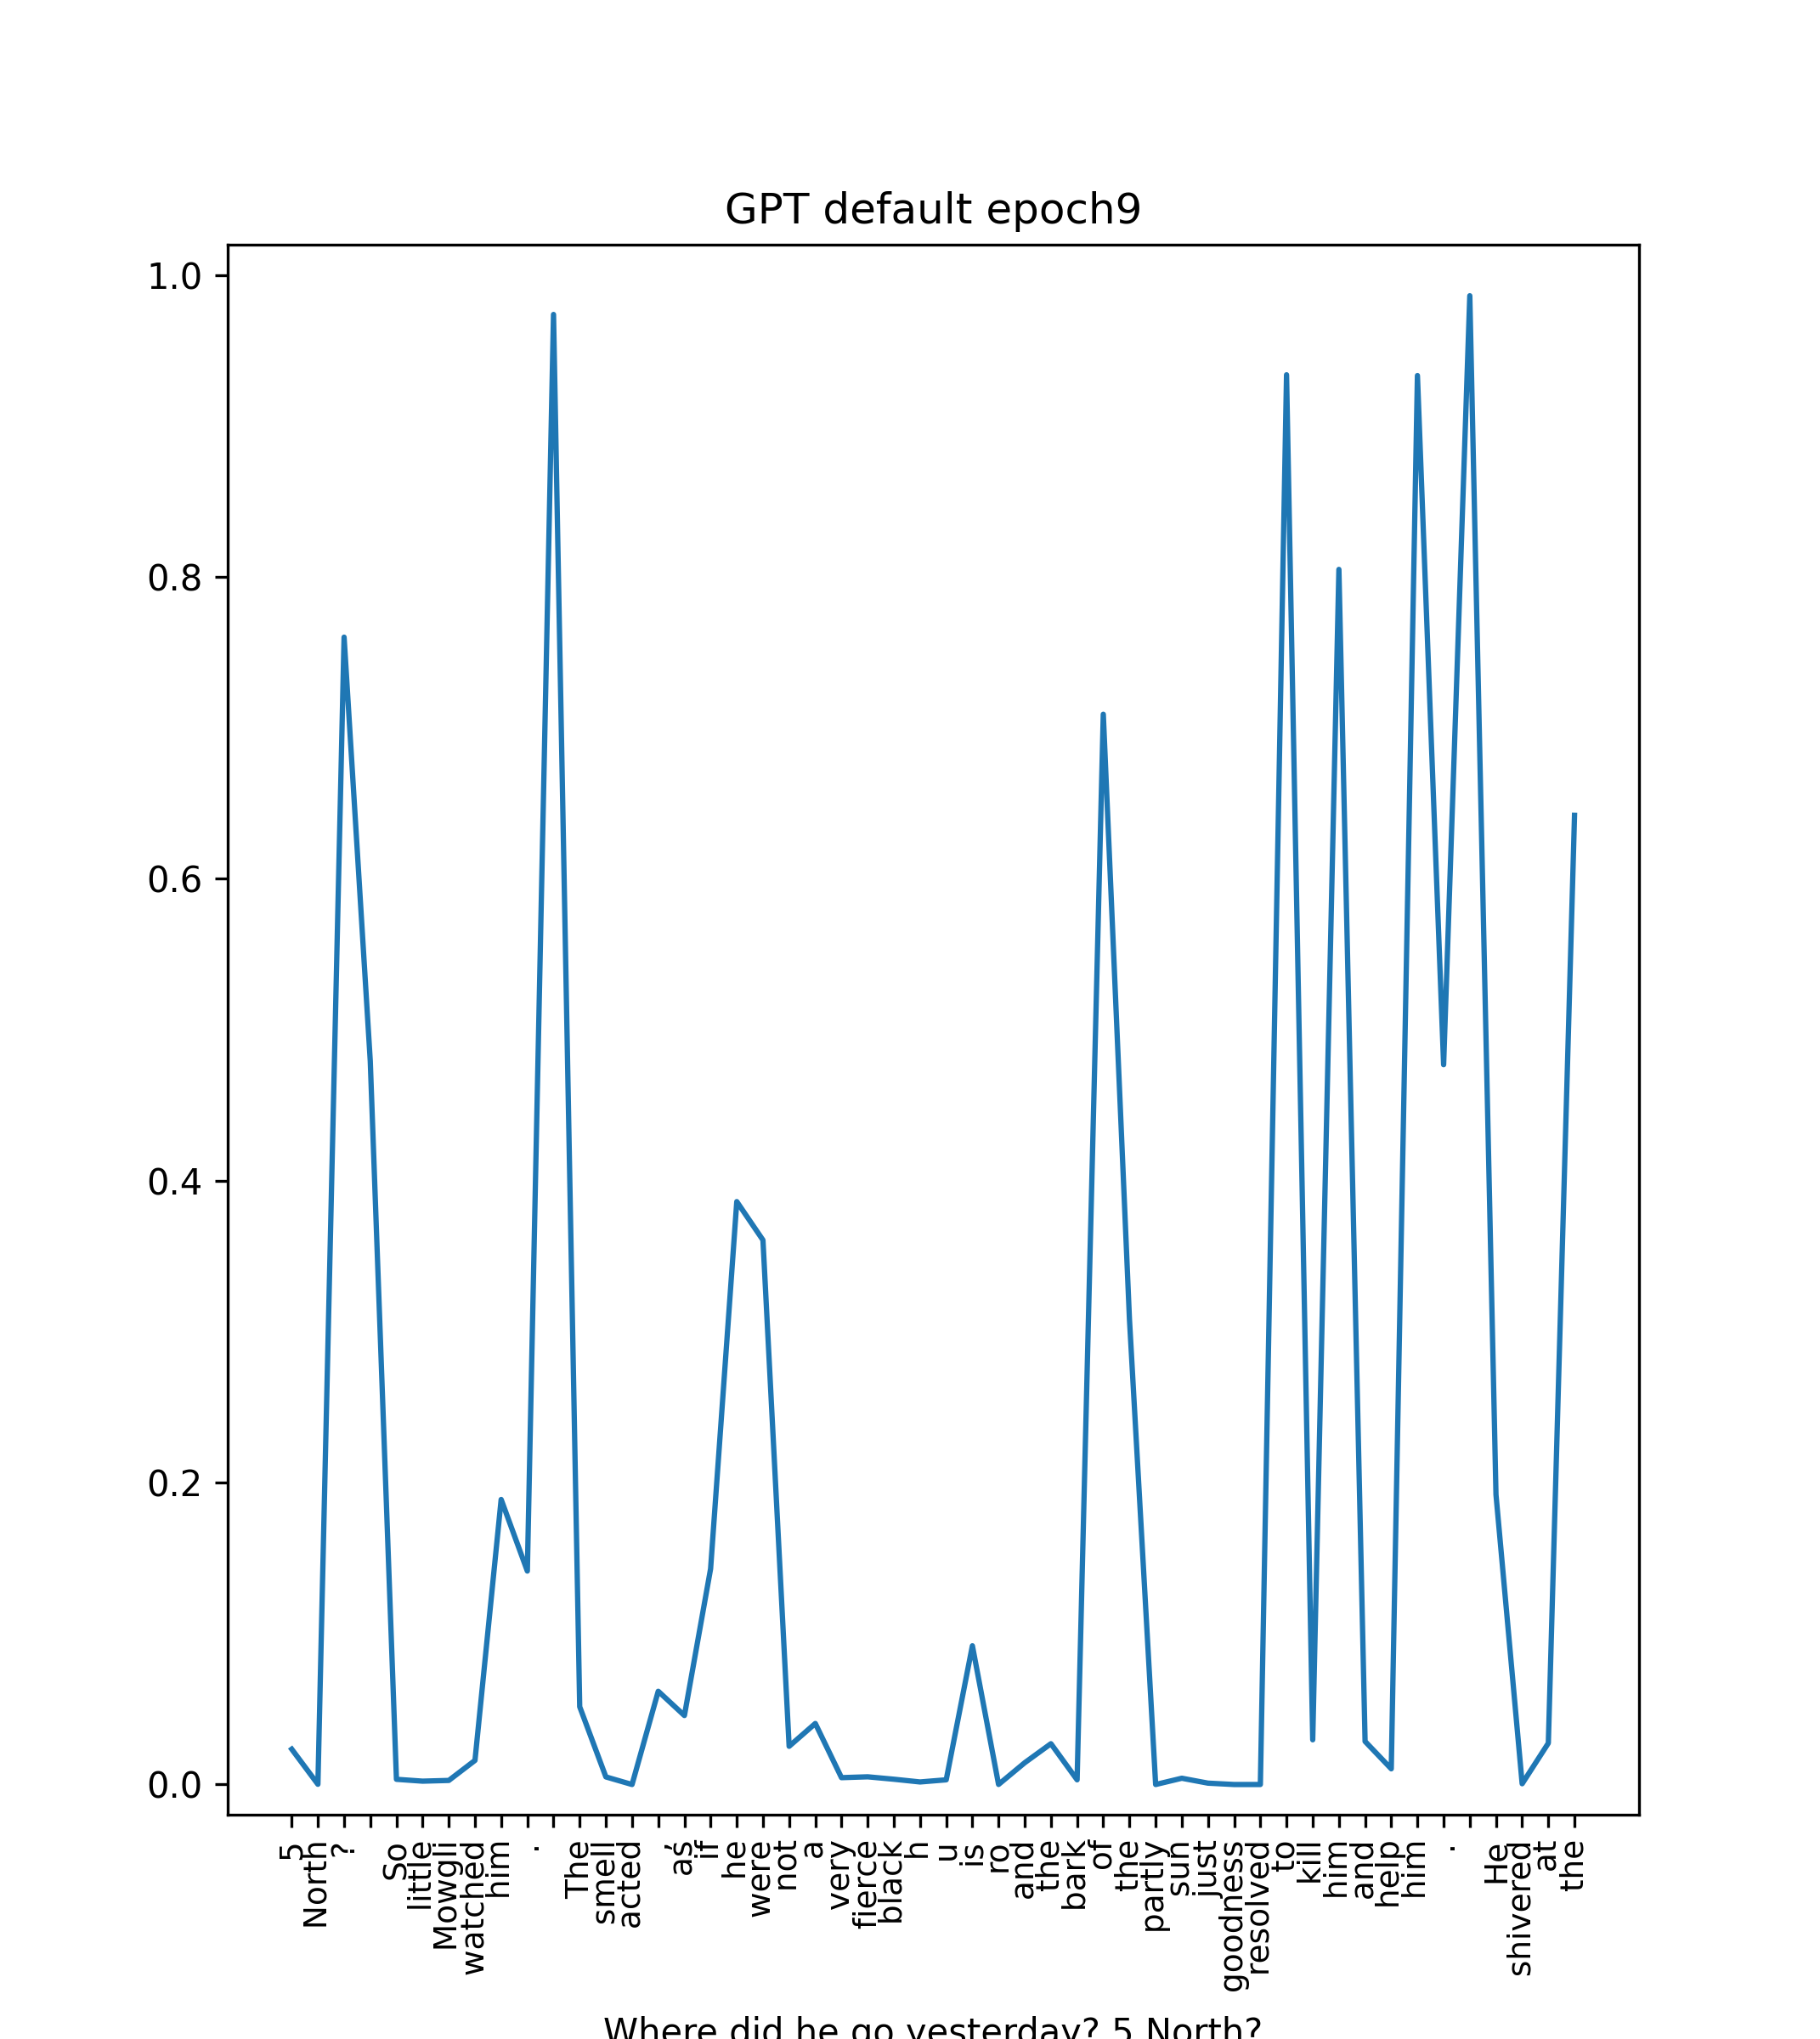 GPT default epoch9
1.0
0.8
0.6
0.4
0.2
0.0
5
North
?
So
little
Mowgli
watched
him
.
The
smell
acted
as
’
if
he
were
not
a
very
fierce
black
h
u
is
ro
and
the
bark
of
the
partly
sun
just
goodness
resolved
to
kill
him
and
help
him
.
He
shivered
at
the
Where did he go yesterday? 5 North?